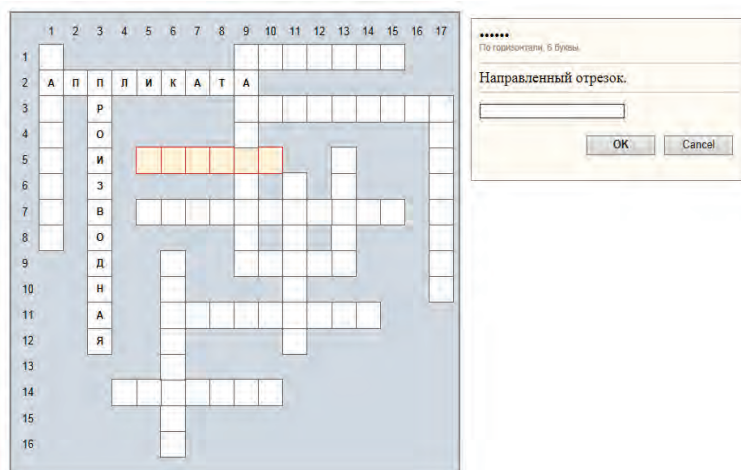 1 2 3 4 5 6 7 8 9 10 11 12 13 14 15 16 17
1
2 А П П Л И К А Т А
3 Р
4 О
5 И
6 З
7 В
8 О
9 Д
10 Н
11 А
12 Я
13
14
15
16
••••••
По горизонтали, 6 буквы.
Направленный отрезок.
OK Cancel